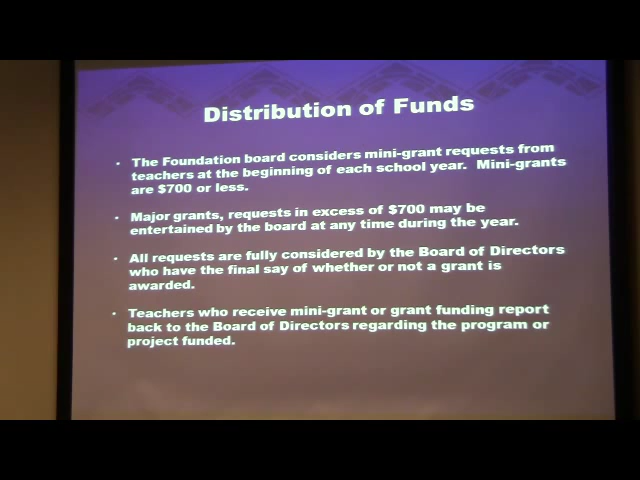 Distribution of Funds
• The Foundation board considers mini-grant requests from
teachers at the beginning of each school year. Mini-grants
are $700 or less.
• Major grants, requests in excess of $700 may be
entertained by the board at any time during the year.
• All requests are fully considered by the Board of Directors
who have the final say of whether or not a grant is
awarded.
• Teachers who receive mini-grant or grant funding report
back to the Board of Directors regarding the program or
project funded.